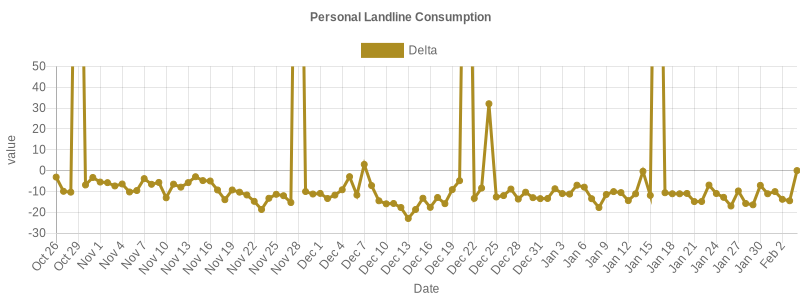 Personal Landline Consumption
Delta
50
40
30
20
10
0
-10
-20
-30
value
Oct 26
Oct 29
Nov 1
Nov 4
Nov 7
Nov 10
Nov 13
Nov 16
Nov 19
Nov 22
Nov 25
Nov 28
Dec 1
Dec 4
Dec 7
Dec 10
Dec 13
Dec 16
Dec 19
Dec 22
Dec 25
Dec 28
Dec 31
Jan 3
Jan 6
Jan 9
Jan 12
Jan 15
Jan 18
Jan 21
Jan 24
Jan 27
Jan 30
Feb 2
Date